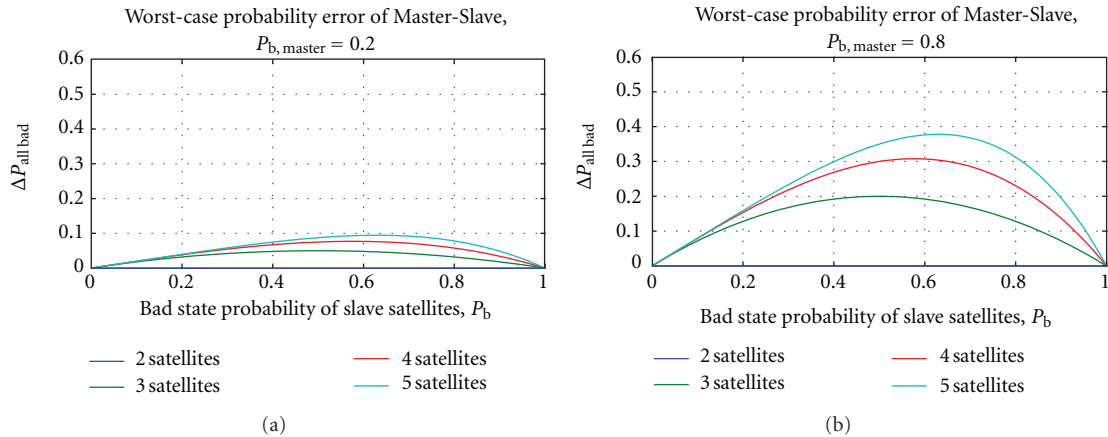 Worst-case probability error of Master-Slave,
P_b, master = 0.2
0.6
0.5
0.4
0.3
0.2
0.1
0
ΔP_all bad
0 0.2 0.4 0.6 0.8 1
Bad state probability of slave satellites, P_b
2 satellites
3 satellites
4 satellites
5 satellites
(a)
Worst-case probability error of Master-Slave,
P_b, master = 0.8
0.6
0.5
0.4
0.3
0.2
0.1
0
ΔP_all bad
0 0.2 0.4 0.6 0.8 1
Bad state probability of slave satellites, P_b
2 satellites
3 satellites
4 satellites
5 satellites
(b)